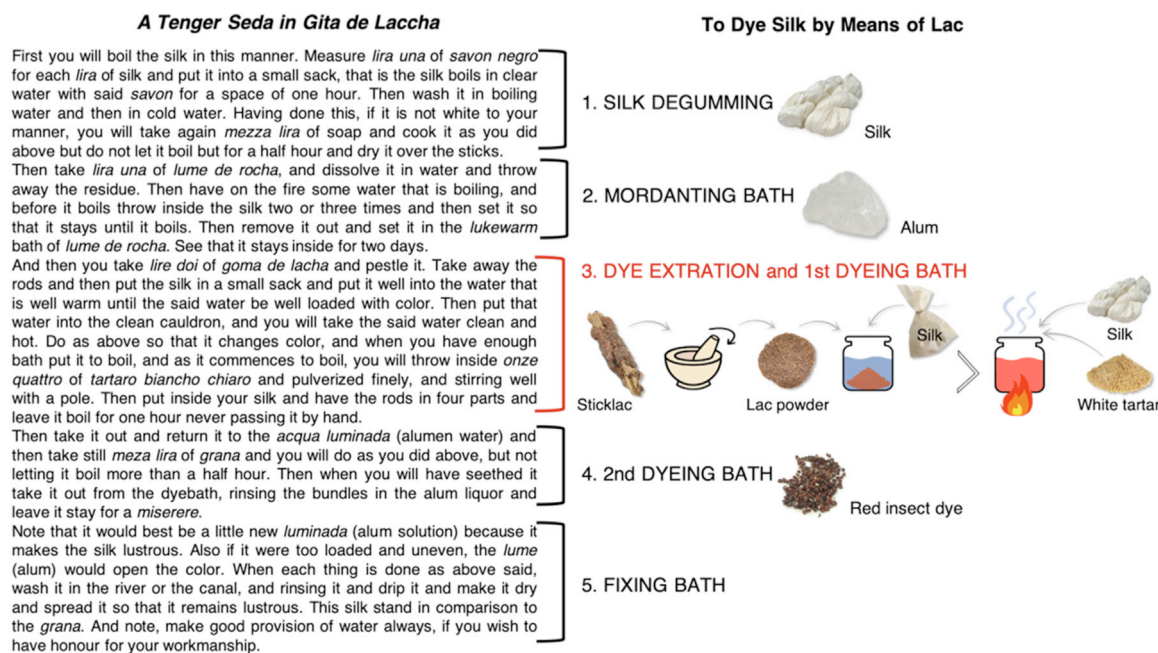 A Tenger Seda in Gita de Laccha
First you will boil the silk in this manner. Measure lira una of savon negro
for each lira of silk and put it into a small sack, that is the silk boils in clear
water with said savon for a space of one hour. Then wash it in boiling
water and then in cold water. Having done this, if it is not white to your
manner, you will take again mezza lira of soap and cook it as you did
above but do not let it boil but for a half hour and dry it over the sticks.
Then take lira una of lume de rocha, and dissolve it in water and throw
away the residue. Then have on the fire some water that is boiling, and
before it boils throw inside the silk two or three times and then set it so
that it stays until it boils. Then remove it out and set it in the lukewarm
bath of lume de rocha. See that it stays inside for two days.
And then you take lire doi of goma de lacha and pestle it. Take away the
rods and then put the silk in a small sack and put it well into the water that
is well warm until the said water be well loaded with color. Then put that
water into the clean cauldron, and you will take the said water clean and
hot. Do as above so that it changes color, and when you have enough
bath put it to boil, and as it commences to boil, you will throw inside onze
quattro of tartaro biancho chiaro and pulverized finely, and stirring well
with a pole. Then put inside your silk and have the rods in four parts and
leave it boil for one hour never passing it by hand.
Then take it out and return it to the acqua luminada (alumen water) and
then take still meza lira of grana and you will do as you did above, but not
letting it boil more than a half hour. Then when you will have seethed it
take it out from the dyebath, rinsing the bundles in the alum liquor and
leave it stay for a miserere.
Note that it would best be a little new luminada (alum solution) because it
makes the silk lustrous. Also if it were too loaded and uneven, the lume
(alum) would open the color. When each thing is done as above said,
wash it in the river or the canal, and rinsing it and drip it and make it dry
and spread it so that it remains lustrous. This silk stand in comparison to
the grana. And note, make good provision of water always, if you wish to
have honour for your workmanship.
To Dye Silk by Means of Lac
1. SILK DEGUMMING
Silk
2. MORDANTING BATH
Alum
3. DYE EXTRATION and 1st DYEING BATH
Silk
Silk
Sticklac
Lac powder
White tartar
4. 2nd DYEING BATH
Red insect dye
5. FIXING BATH